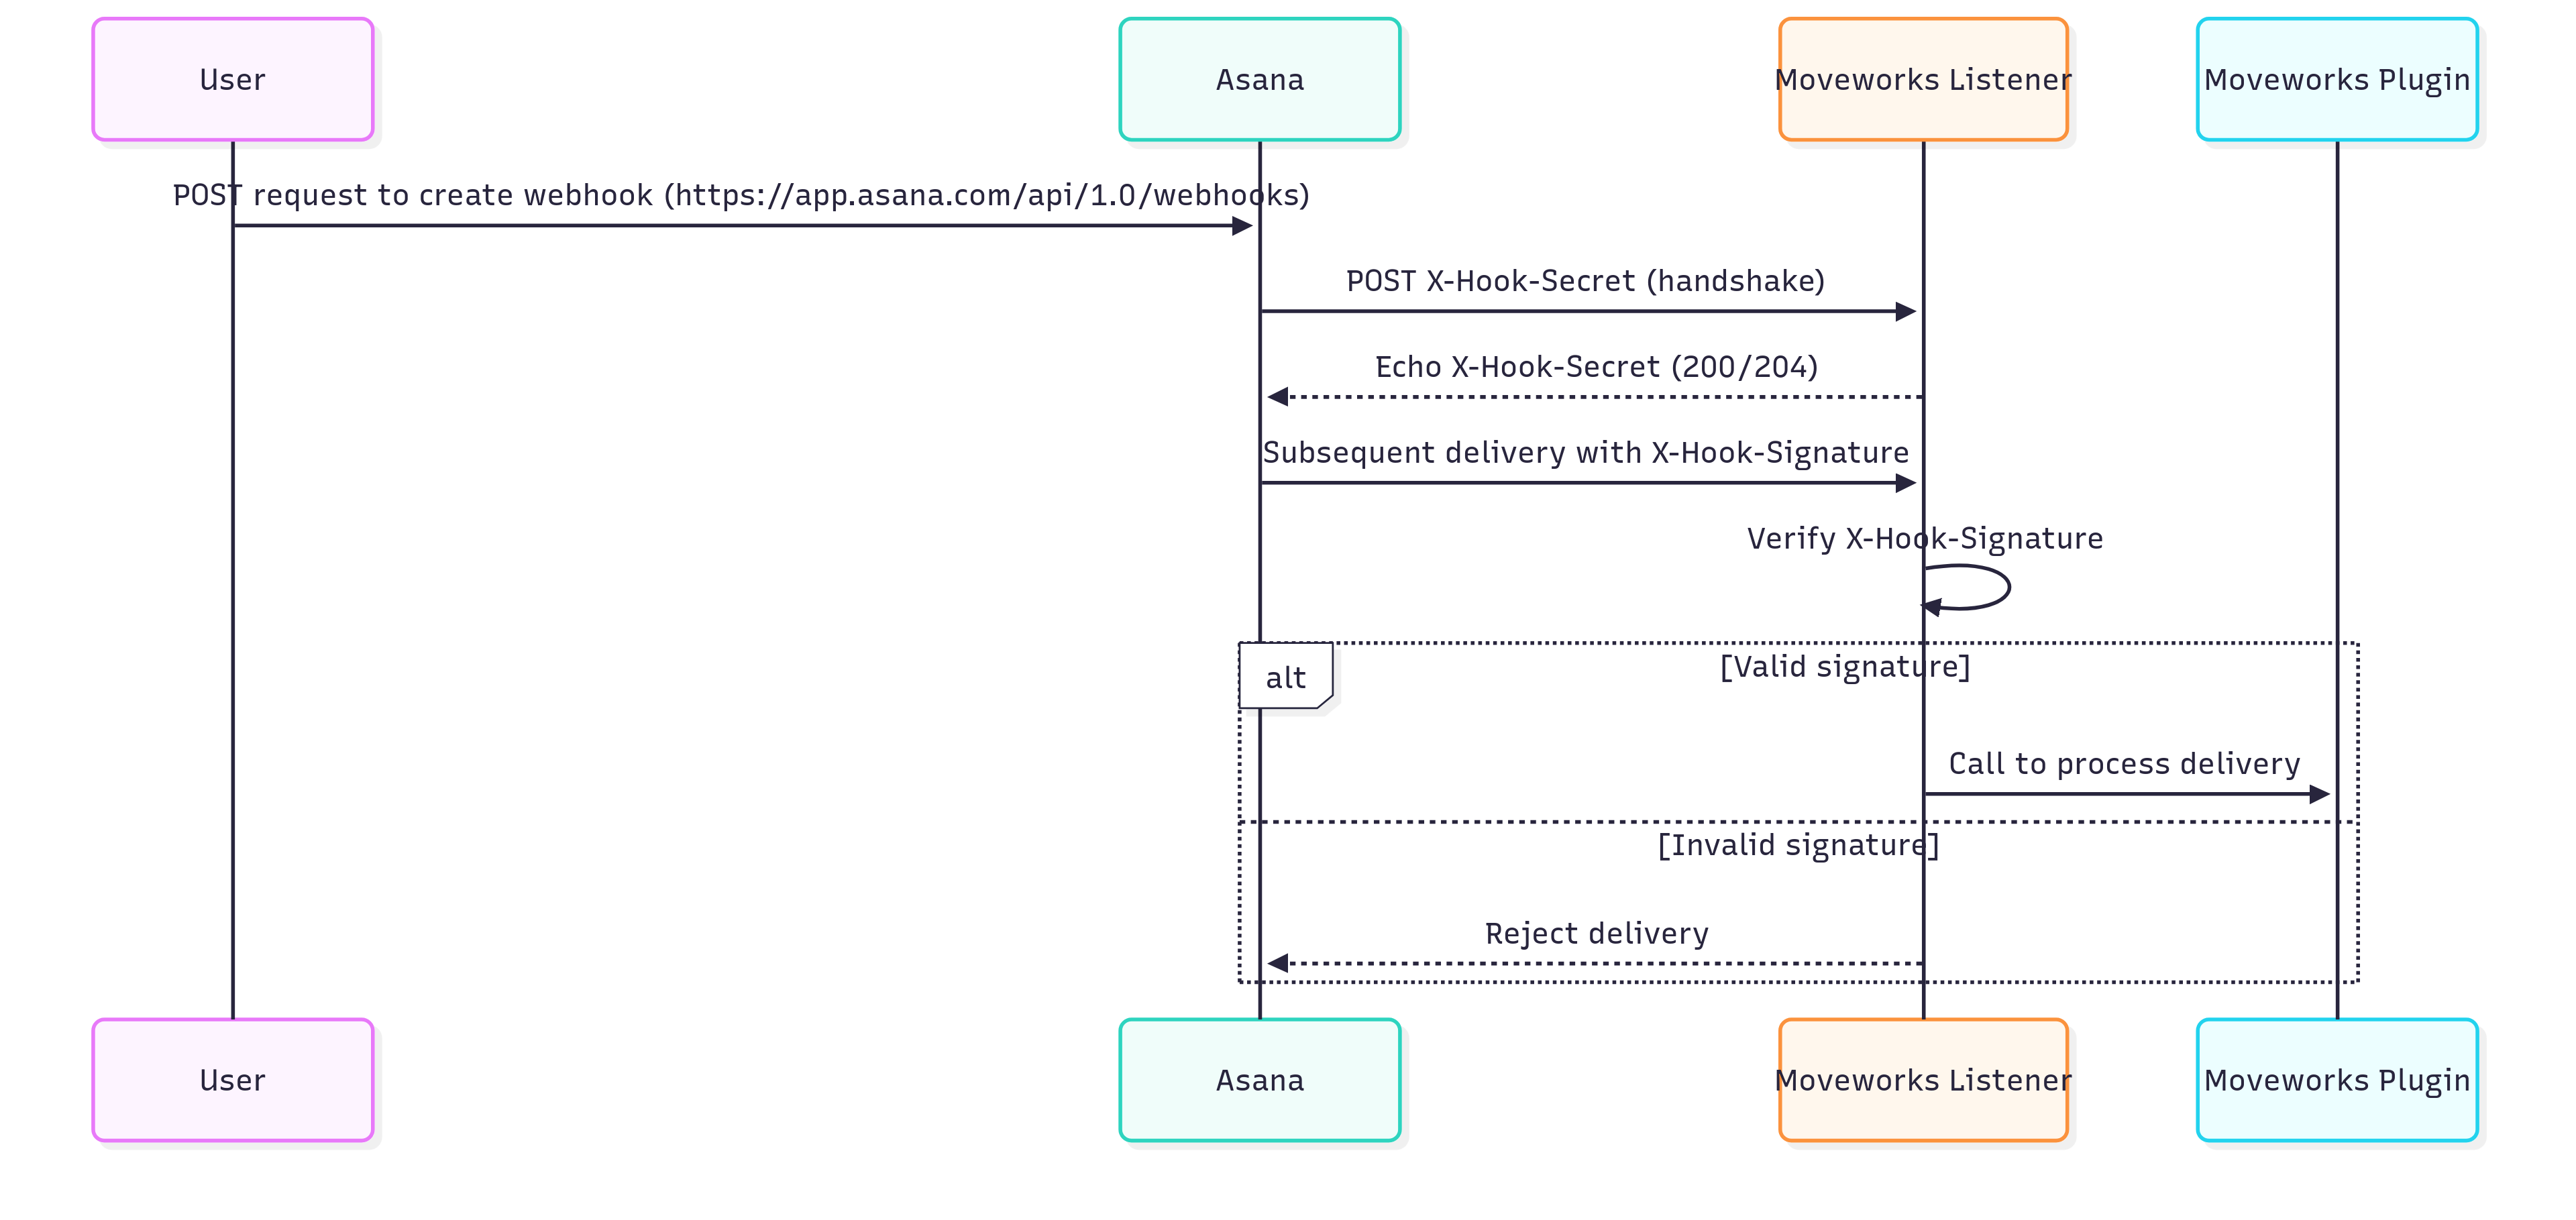 User
Asana
Moveworks Listener
Moveworks Plugin
POST request to create webhook (https://app.asana.com/api/1.0/webhooks)
POST X-Hook-Secret (handshake)
Echo X-Hook-Secret (200/204)
Subsequent delivery with X-Hook-Signature
Verify X-Hook-Signature
alt
[Valid signature]
Call to process delivery
[Invalid signature]
Reject delivery
User
Asana
Moveworks Listener
Moveworks Plugin